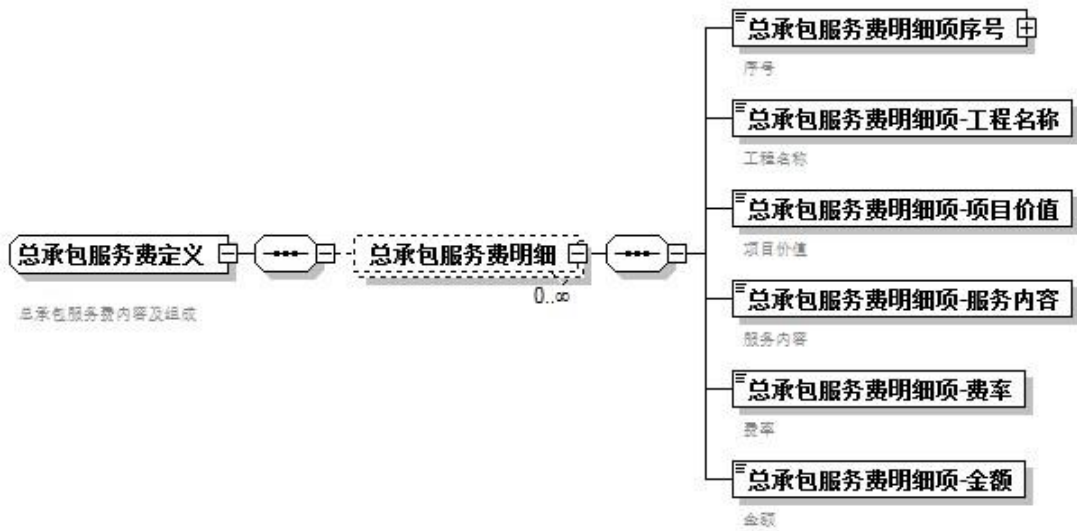 总承包服务费定义
总承包服务费内容及组成
总承包服务费明细
0..∞
总承包服务费明细项序号
序号
总承包服务费明细项-工程名称
工程名称
总承包服务费明细项-项目价值
项目价值
总承包服务费明细项-服务内容
服务内容
总承包服务费明细项-费率
费率
总承包服务费明细项-金额
金额